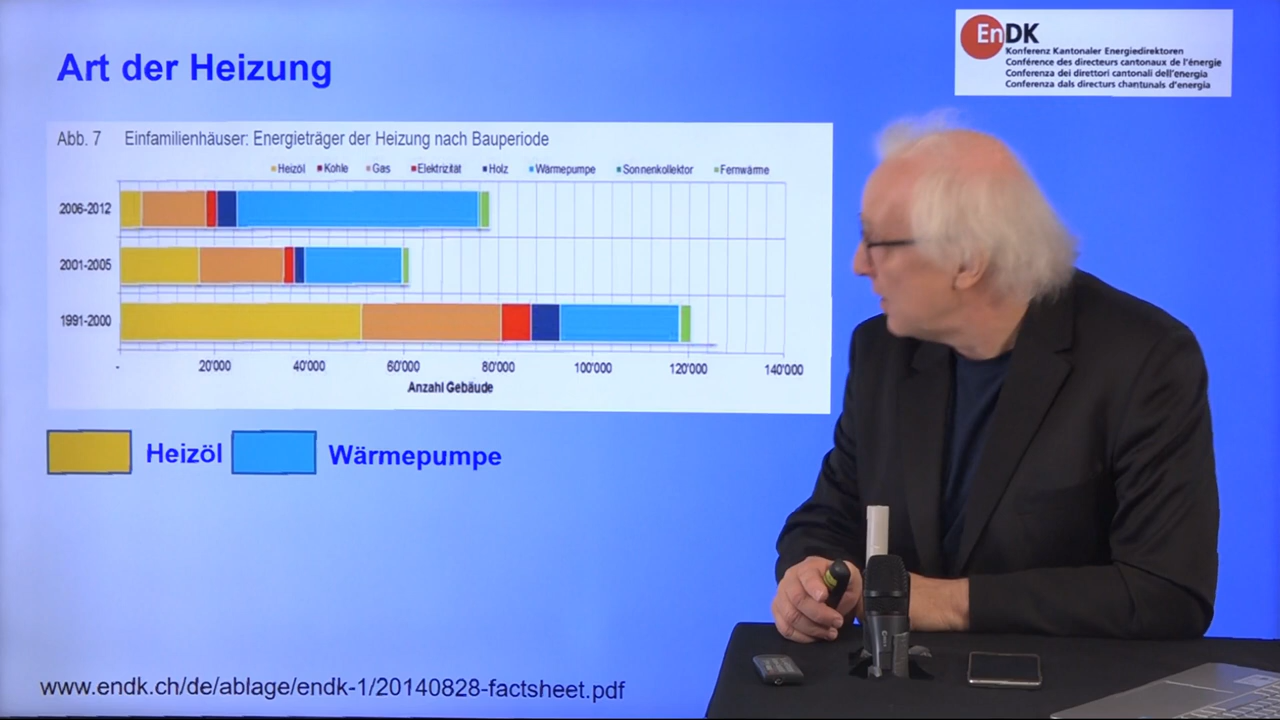 Art der Heizung
EnDK
Konferenz Kantonaler Energiedirektoren
Conférence des directeurs cantonaux de l'énergie
Conferenza dei direttori cantonali dell'energia
Conferenza dals directurs chantunals d'energia
Abb. 7 Einfamilienhäuser: Energieträger der Heizung nach Bauperiode
Heizöl Kohle Gas Elektrizität Holz Wärmepumpe Sonnenkollektor Fernwärme
2006-2012
2001-2005
1991-2000
- 20'000 40'000 60'000 80'000 100'000 120'000 140'000
Anzahl Gebäude
Heizöl Wärmepumpe
www.endk.ch/de/ablage/endk-1/20140828-factsheet.pdf